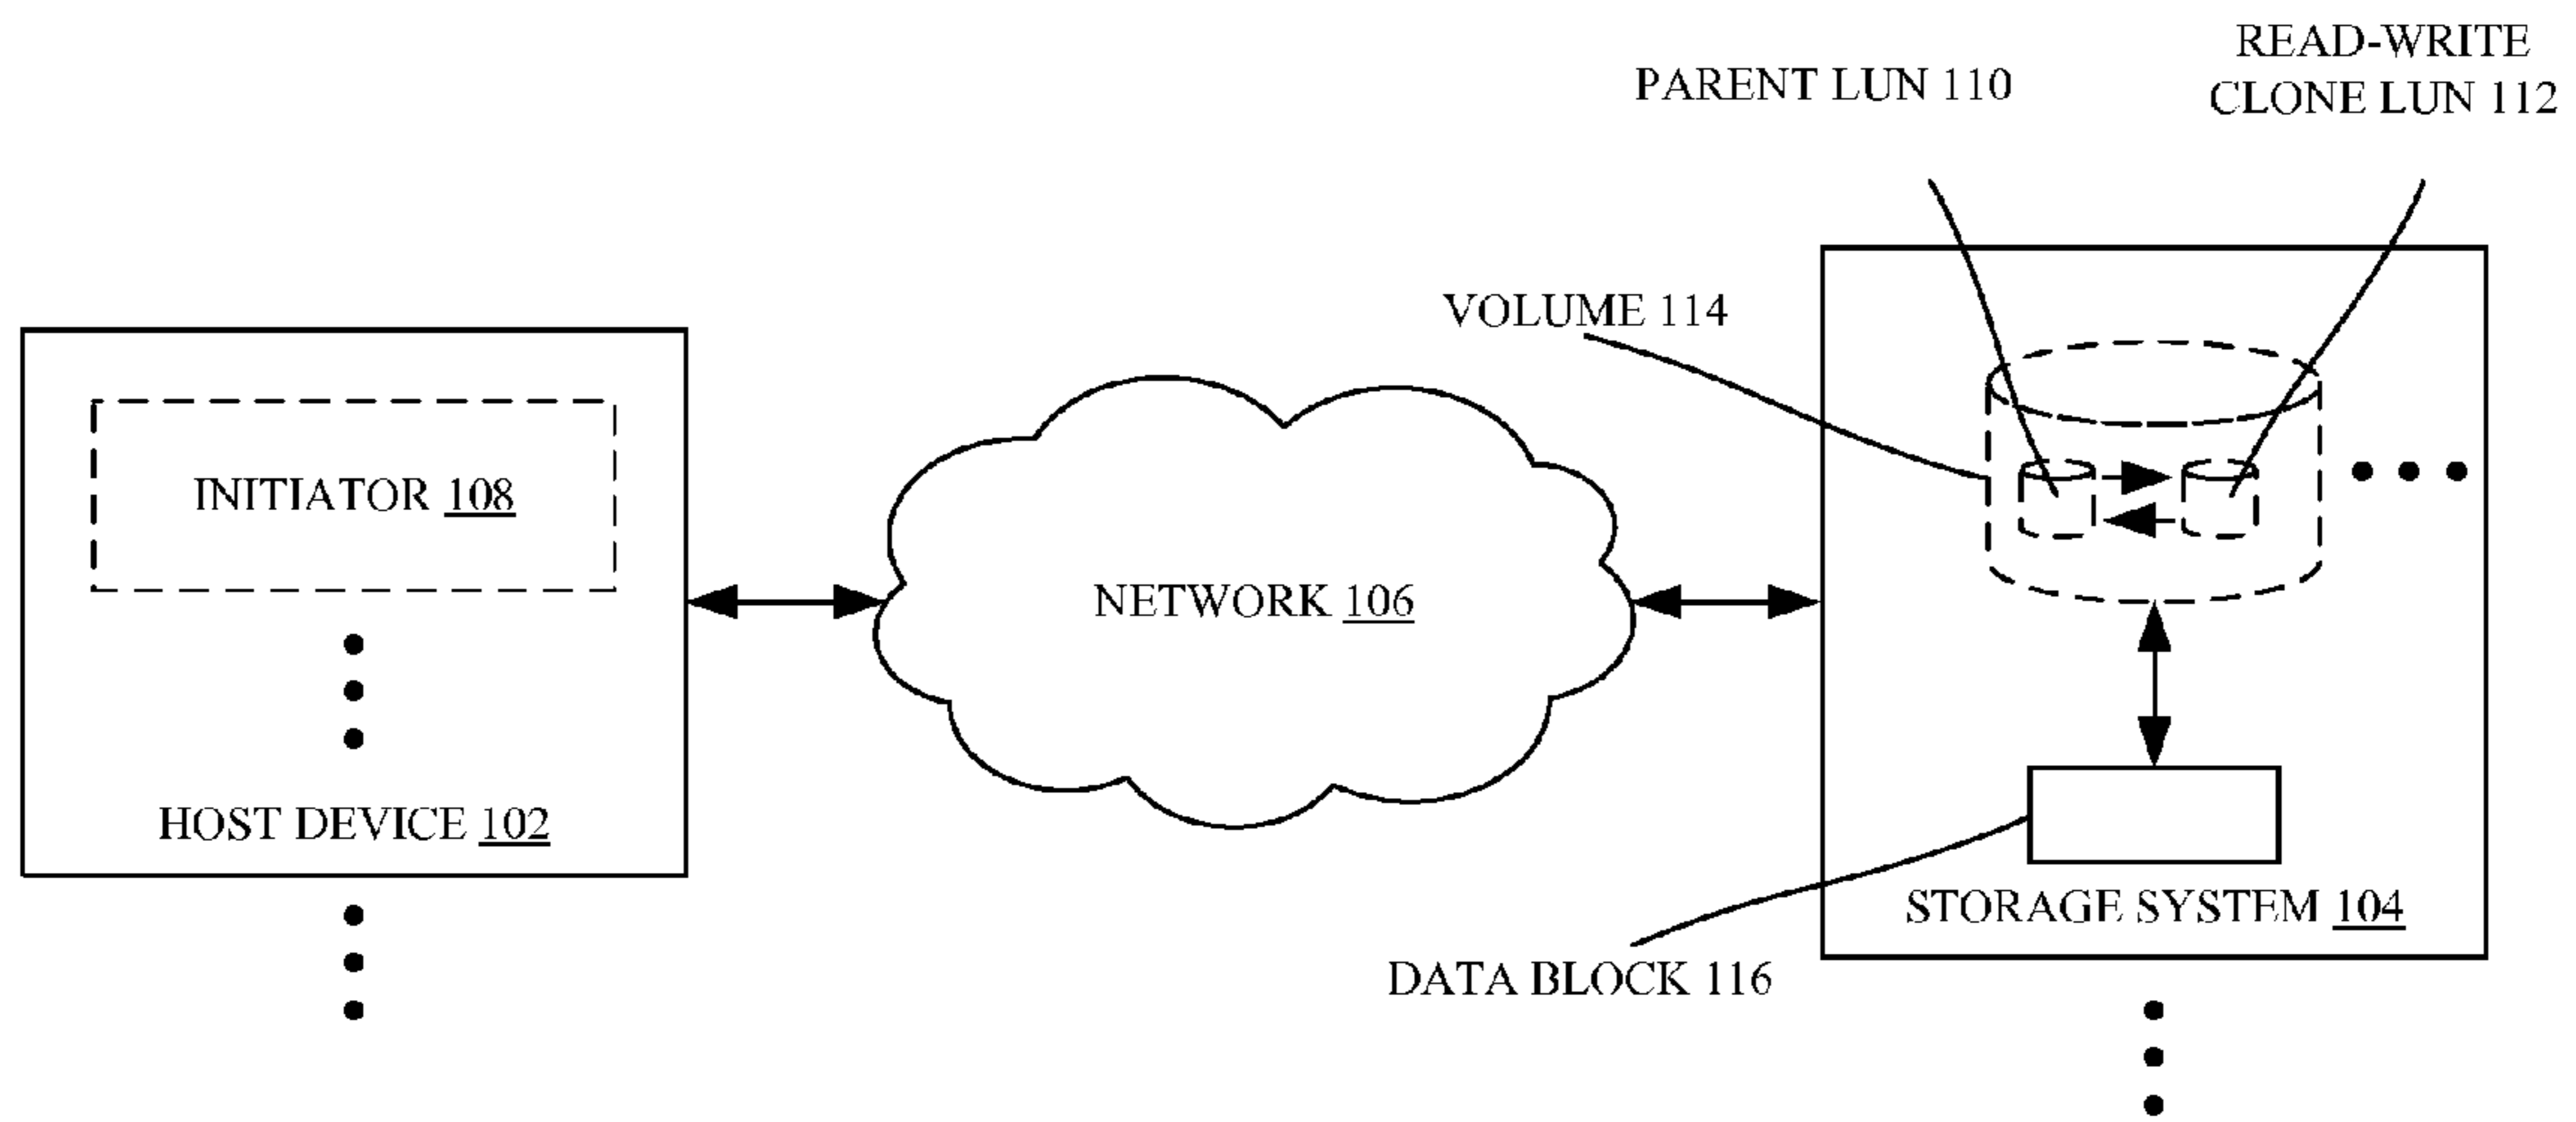 READ-WRITE
CLONE LUN 112
PARENT LUN 110
VOLUME 114
INITIATOR 108
NETWORK 106
HOST DEVICE 102
STORAGE SYSTEM 104
DATA BLOCK 116